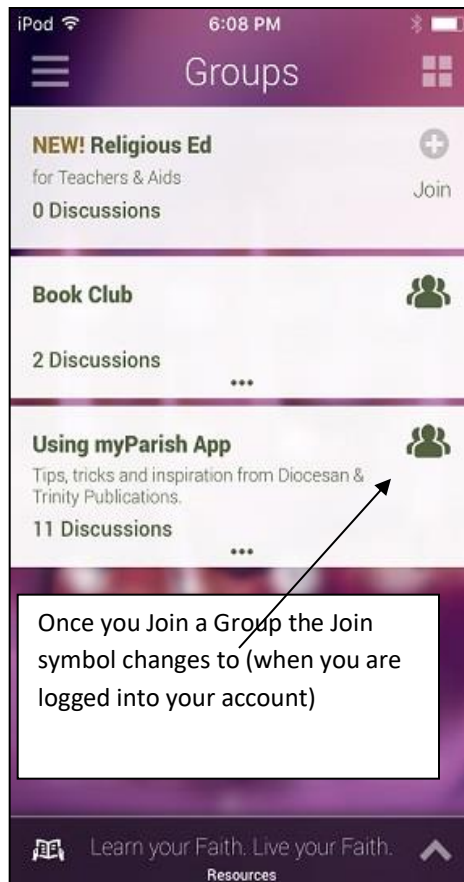 iPod 6:08 PM
Groups
NEW! Religious Ed
for Teachers & Aids
Join
0 Discussions
Book Club
2 Discussions
Using myParish App
Tips, tricks and inspiration from Diocesan &
Trinity Publications.
11 Discussions
Once you Join a Group the Join
symbol changes to (when you are
logged into your account)
Learn your Faith. Live your Faith.
Resources